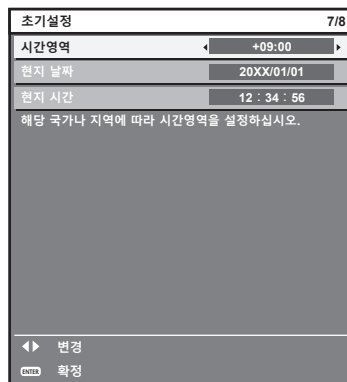 초기설정 7/8
시간영역 +09:00
현지 날짜 20XX/01/01
현지 시간 12 : 34 : 56
해당 국가나 지역에 따라 시간영역을 설정하십시오.
변경
ENTER 확정